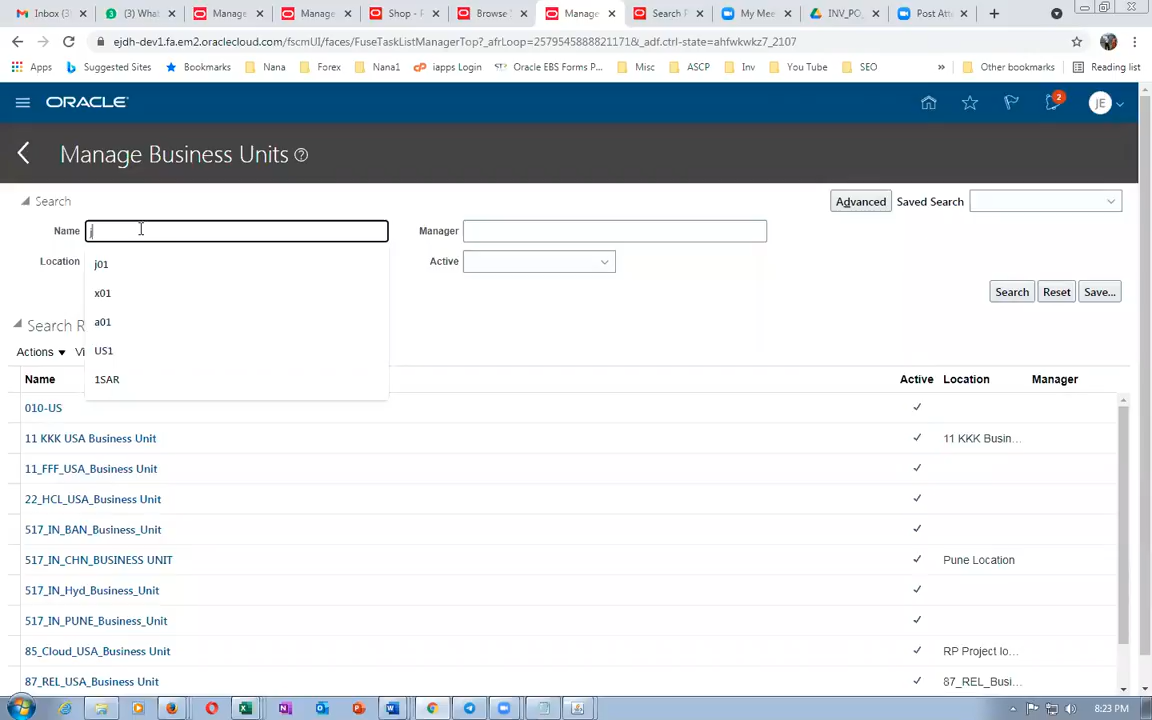 Inbox (3)
(3) What
Manage
Manage
Shop - P
Browse
Manage
Search P
My Mee
INV_PO_
Post Att
ejdh-dev1.fa.em2.oraclecloud.com/fscmUI/faces/FuseTaskListManagerTop?_afrLoop=2579545888821171&_adf.ctrl-state=ahfwkwkz7_2107
Apps Suggested Sites Bookmarks Nana Forex Nana1 iapps Login Oracle EBS Forms P... Misc ASCP Inv You Tube SEO » Other bookmarks Reading list
ORACLE 2 JE
Manage Business Units
Search Advanced Saved Search
Name j Manager
Location Active
j01
x01
a01
US1
1SAR
Search Reset Save...
Search R
Actions Vi
Name Active Location Manager
010-US
11 KKK USA Business Unit 11 KKK Busin...
11_FFF_USA_Business Unit
22_HCL_USA_Business Unit
517_IN_BAN_Business_Unit
517_IN_CHN_BUSINESS UNIT Pune Location
517_IN_Hyd_Business_Unit
517_IN_PUNE_Business_Unit
85_Cloud_USA_Business Unit RP Project lo...
87_REL_USA_Business Unit 87_REL_Busi...
8:23 PM